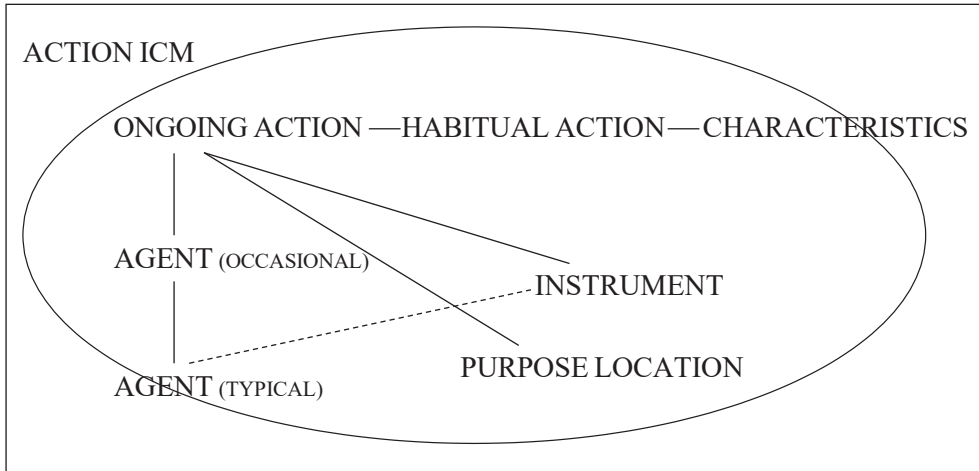 ACTION ICM
ONGOING ACTION HABITUAL ACTION CHARACTERISTICS
AGENT (OCCASIONAL)
INSTRUMENT
PURPOSE LOCATION
AGENT (TYPICAL)